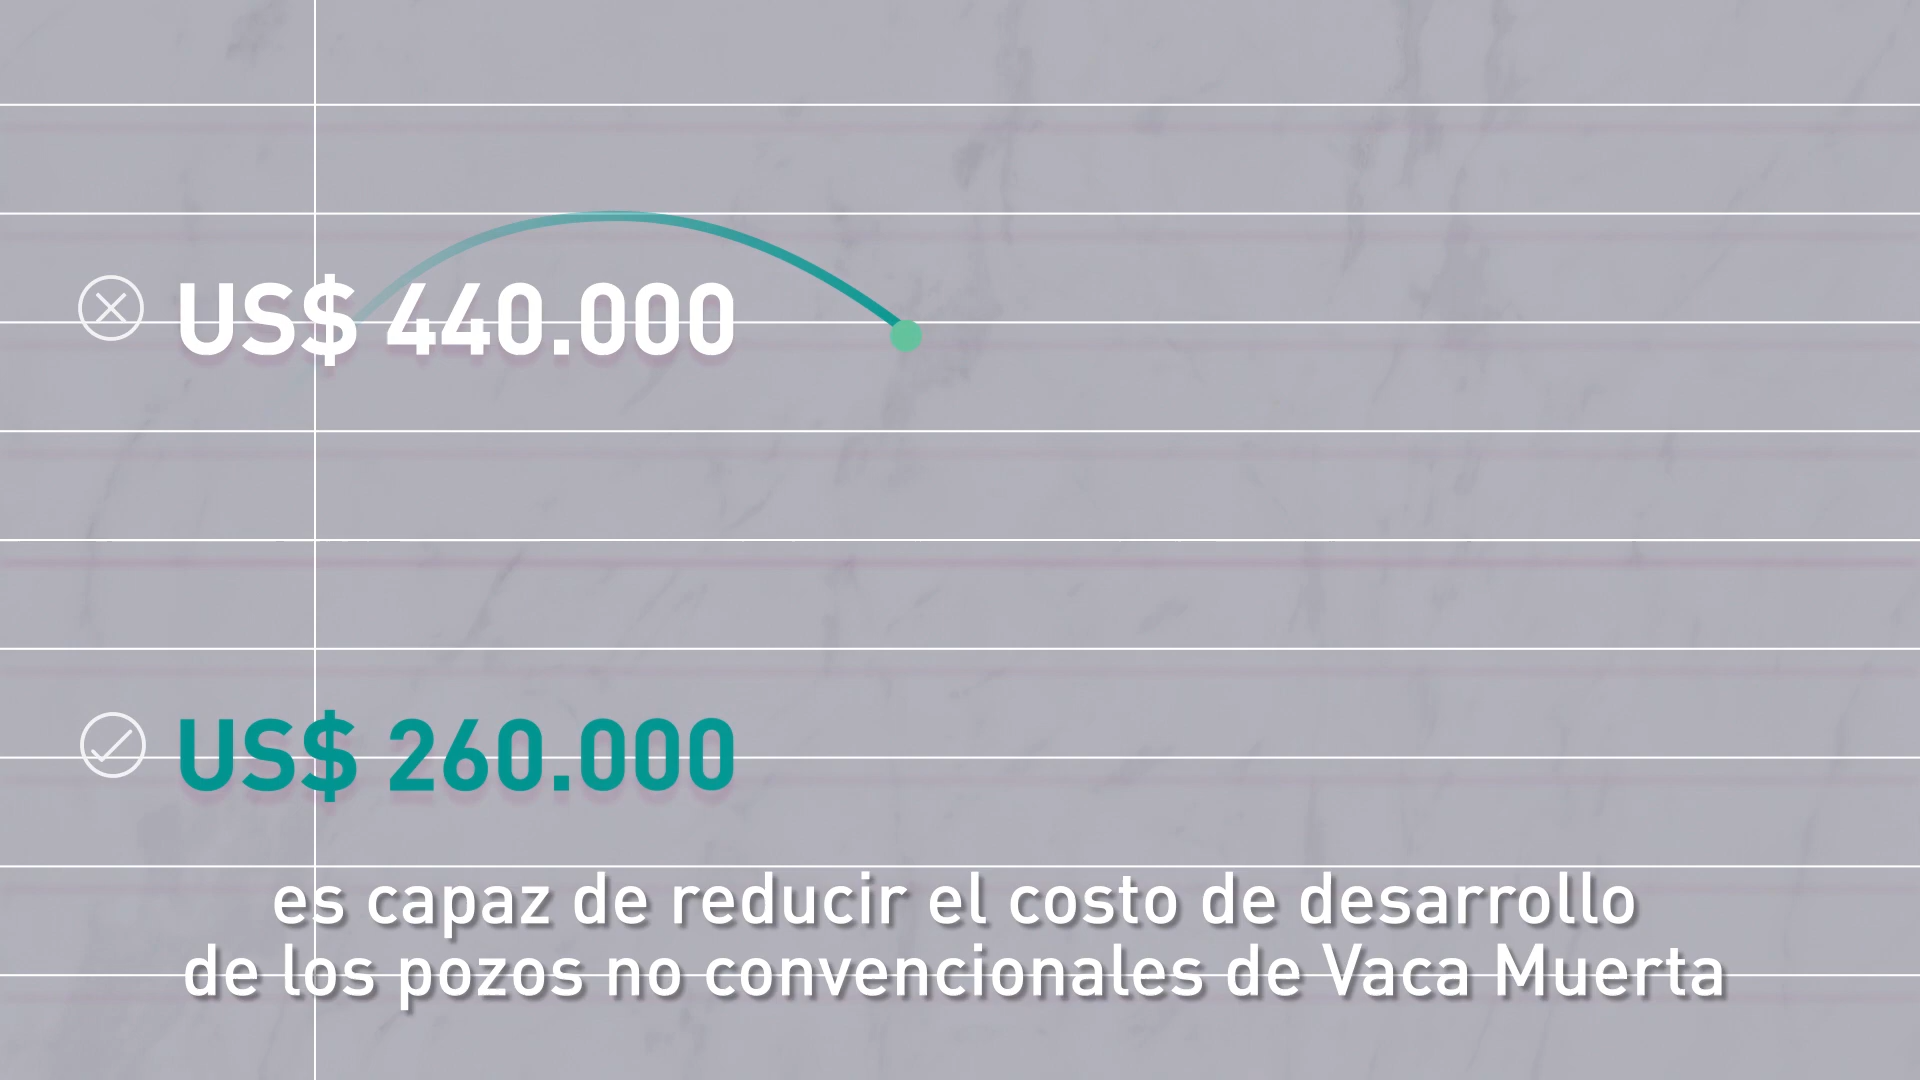 US$ 440.000
US$ 260.000
es capaz de reducir el costo de desarrollo
de los pozos no convencionales de Vaca Muerta